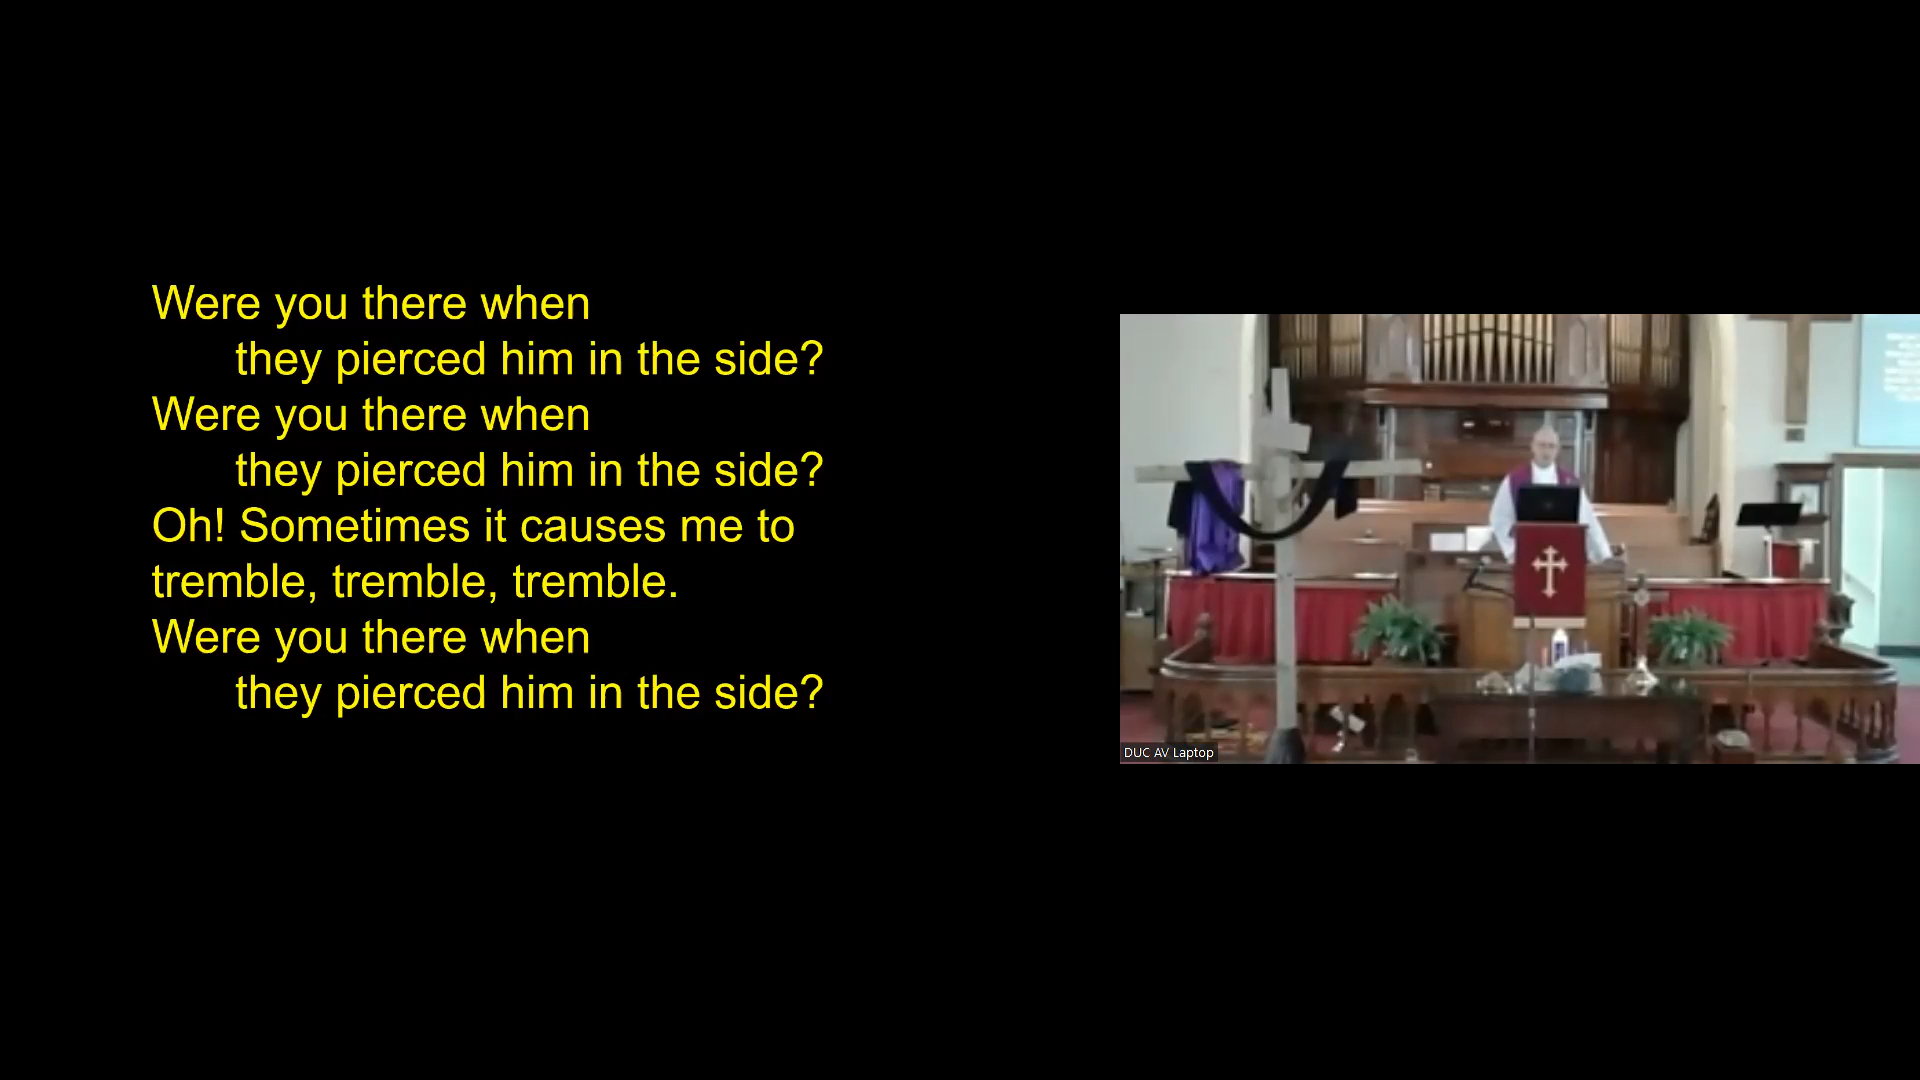 Were you there when
they pierced him in the side?
Were you there when
they pierced him in the side?
Oh! Sometimes it causes me to
tremble, tremble, tremble.
Were you there when
they pierced him in the side?
DUC AV Laptop